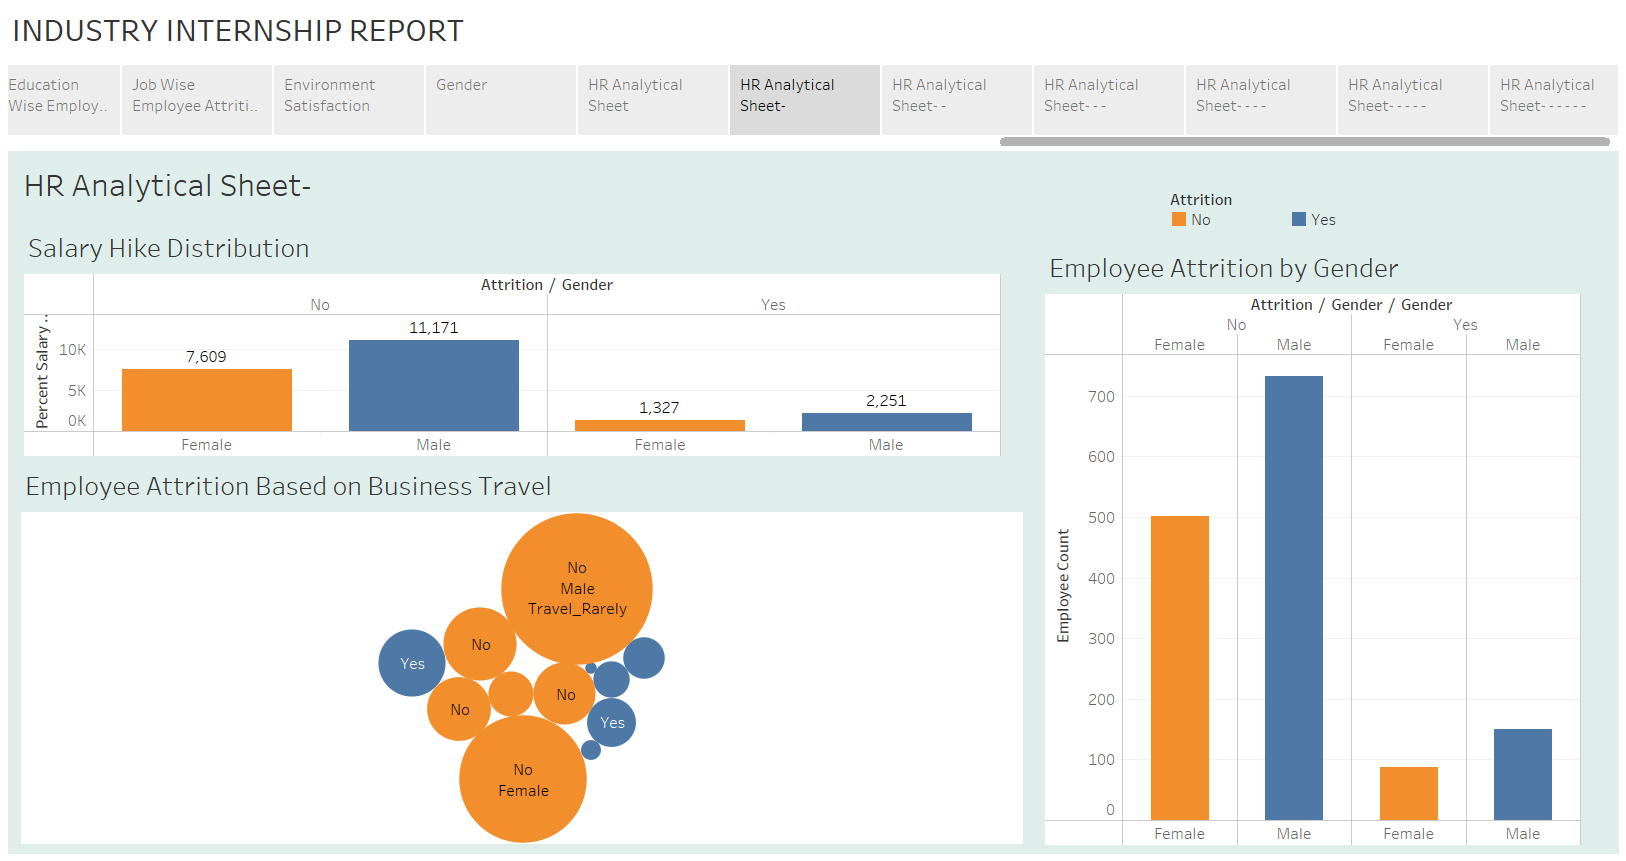 INDUSTRY INTERNSHIP REPORT
Education
Wise Employ..
Job Wise
Employee Attriti..
Environment
Satisfaction
Gender
HR Analytical
Sheet
HR Analytical
Sheet-
HR Analytical
Sheet- -
HR Analytical
Sheet- - -
HR Analytical
Sheet- - - -
HR Analytical
Sheet- - - - -
HR Analytical
Sheet- - - - - -
HR Analytical Sheet-
Attrition
No
Yes
Salary Hike Distribution
Attrition / Gender
No
Yes
Percent Salary ..
10K
5K
0K
7,609
11,171
1,327
2,251
Female
Male
Female
Male
Employee Attrition Based on Business Travel
No
Male
Travel_Rarely
No
Yes
No
No
Yes
No
Female
Employee Attrition by Gender
Attrition / Gender / Gender
No
Yes
Female
Male
Female
Male
Employee Count
700
600
500
400
300
200
100
0
Female
Male
Female
Male